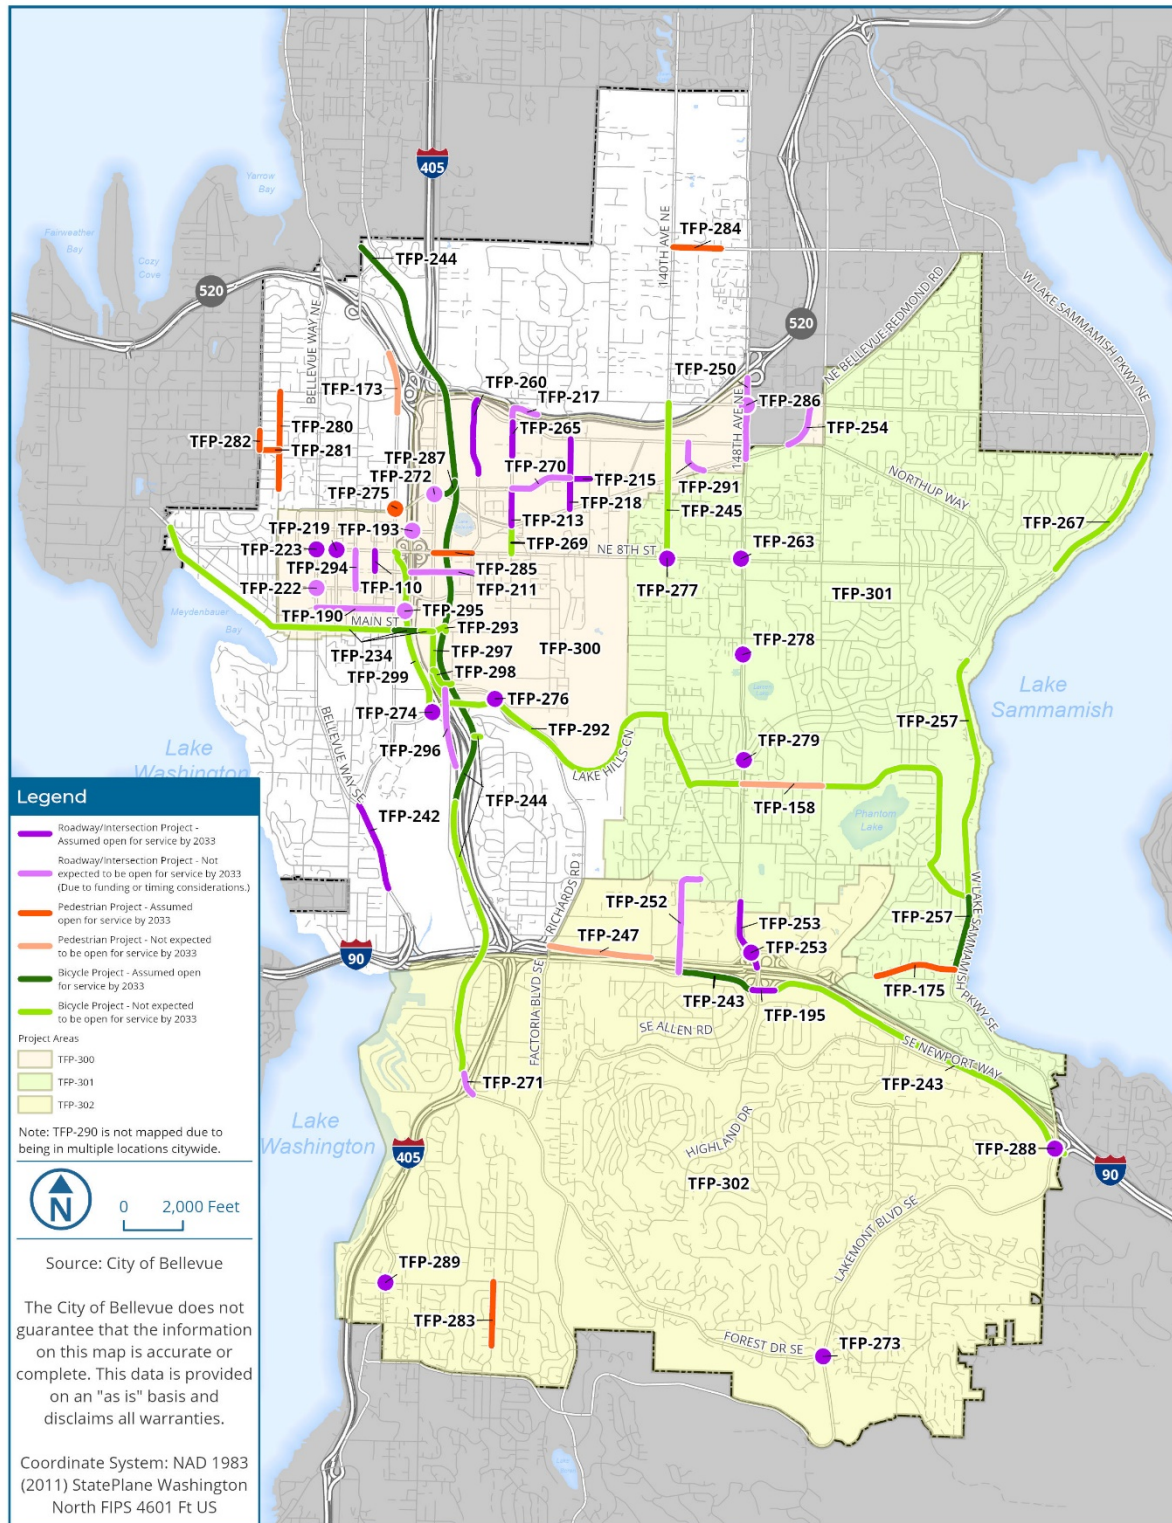 405
Yarrow
Bay
Fairweather
Bay
Cozy
Cove
520
TFP-244
140TH AVE NE
TFP-284
W LAKE SAMMAMISH PKWY NE
BELLEVUE WAY NE
520
NE BELLEVUE-REDMOND RD
TFP-173
TFP-260
TFP-217
TFP-250
148TH AVE NE
TFP-286
TFP-280
TFP-282
TFP-281
TFP-265
TFP-254
TFP-287
TFP-272
TFP-270
TFP-215
TFP-291
NORTHUP WAY
TFP-275
TFP-218
TFP-245
TFP-267
TFP-219
TFP-193
TFP-213
TFP-223
TFP-269
NE 8TH ST
TFP-263
TFP-294
TFP-285
TFP-277
TFP-222
TFP-110
TFP-211
TFP-301
Meydenbauer
Bay
TFP-190
TFP-295
MAIN ST
TFP-293
TFP-234
TFP-297
TFP-300
TFP-278
TFP-299
TFP-298
TFP-276
Lake
Sammamish
TFP-274
TFP-292
TFP-257
BELLEVUE WAY SE
Lake
Washington
TFP-296
LAKE HILLS CN
TFP-279
TFP-158
TFP-242
TFP-244
Phantom
Lake
RICHARDS RD
TFP-252
TFP-253
TFP-257
W LAKE SAMMAMISH PKWY SE
90
TFP-247
TFP-253
FACTORIA BLVD SE
TFP-243
TFP-195
TFP-175
SE ALLEN RD
SE NEWPORT WAY
TFP-271
TFP-243
Lake
Washington
HIGHLAND DR
405
TFP-288
90
TFP-302
LAKEMONT BLVD SE
TFP-289
TFP-283
FOREST DR SE
TFP-273
Legend
Roadway/Intersection Project -
Assumed open for service by 2033
Roadway/Intersection Project - Not
expected to be open for service by 2033
(Due to funding or timing considerations.)
Pedestrian Project - Assumed
open for service by 2033
Pedestrian Project - Not expected
to be open for service by 2033
Bicycle Project - Assumed open
for service by 2033
Bicycle Project - Not expected
to be open for service by 2033
Project Areas
TFP-300
TFP-301
TFP-302
Note: TFP-290 is not mapped due to
being in multiple locations citywide.
N
0 2,000 Feet
Source: City of Bellevue
The City of Bellevue does not
guarantee that the information
on this map is accurate or
complete. This data is provided
on an "as is" basis and
disclaims all warranties.
Coordinate System: NAD 1983
(2011) StatePlane Washington
North FIPS 4601 Ft US